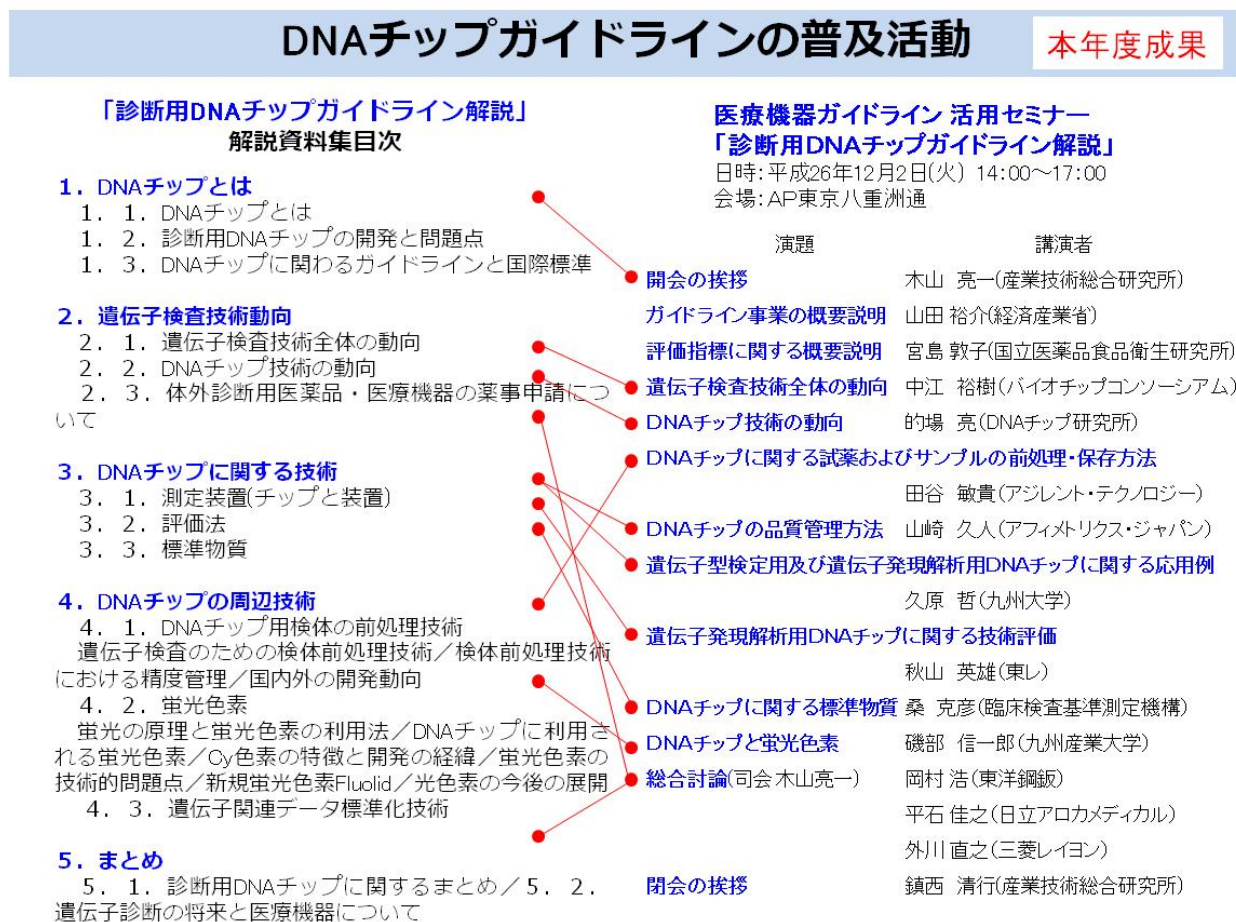 DNAチップガイドラインの普及活動
本年度成果
「診断用DNAチップガイドライン解説」
解説資料集目次
1．DNAチップとは
1．1．DNAチップとは
1．2．診断用DNAチップの開発と問題点
1．3．DNAチップに関わるガイドラインと国際標準
2．遺伝子検査技術動向
2．1．遺伝子検査技術全体の動向
2．2．DNAチップ技術の動向
2．3．体外診断用医薬品・医療機器の薬事申請につ
いて
3．DNAチップに関する技術
3．1．測定装置(チップと装置)
3．2．評価法
3．3．標準物質
4．DNAチップの周辺技術
4．1．DNAチップ用検体の前処理技術
遺伝子検査のための検体前処理技術／検体前処理技術
における精度管理／国内外の開発動向
4．2．蛍光色素
蛍光の原理と蛍光色素の利用法／DNAチップに利用さ
れる蛍光色素／Cy色素の特徴と開発の経緯／蛍光色素の
技術的問題点／新規蛍光色素Fluolid／光色素の今後の展開
4．3．遺伝子関連データ標準化技術
5．まとめ
5．1．診断用DNAチップに関するまとめ／5．2．
遺伝子診断の将来と医療機器について
医療機器ガイドライン 活用セミナー
「診断用DNAチップガイドライン解説」
日時：平成26年12月2日(火) 14：00～17：00
会場：AP東京八重洲通
演題 講演者
開会の挨拶 木山 亮一(産業技術総合研究所)
ガイドライン事業の概要説明 山田 裕介(経済産業省)
評価指標に関する概要説明 宮島 敦子(国立医薬品食品衛生研究所)
遺伝子検査技術全体の動向 中江 裕樹(バイオチップコンソーシアム)
DNAチップ技術の動向 的場 亮(DNAチップ研究所)
DNAチップに関する試薬およびサンプルの前処理・保存方法
田谷 敏貴(アジレント・テクノロジー)
DNAチップの品質管理方法 山崎 久人(アフィメトリクス・ジャパン)
遺伝子型検定用及び遺伝子発現解析用DNAチップに関する応用例
久原 哲(九州大学)
遺伝子発現解析用DNAチップに関する技術評価
秋山 英雄(東レ)
DNAチップに関する標準物質 桑 克彦(臨床検査基準測定機構)
DNAチップと蛍光色素 磯部 信一郎(九州産業大学)
総合討論(司会 木山亮一) 岡村 浩(東洋鋼鈑)
平石 佳之(日立アロカメディカル)
外川 直之(三菱レイヨン)
閉会の挨拶 鎮西 清行(産業技術総合研究所)